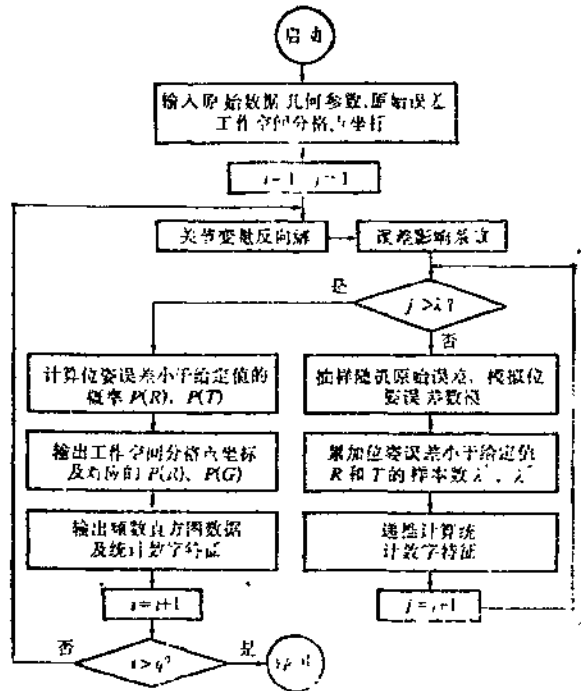 启动
输入原始数据 几何参数,原始误差
工作空间分格点坐标
i=1 j=1
关节变量反向解
误差影响系数
是
j>λ?
否
计算位姿误差小于给定值的
概率 P(R)、P(T)
抽样随机原始误差, 模拟位
姿误差数模
输出工作空间分格点坐标
及对应的 P(R)、P(G)
累加位姿误差小于给定值
R 和 T 的样本数
输出频数直方图数据
及统计数字特征
递推计算统
计数字特征
i=i+1
否
i>q?
是